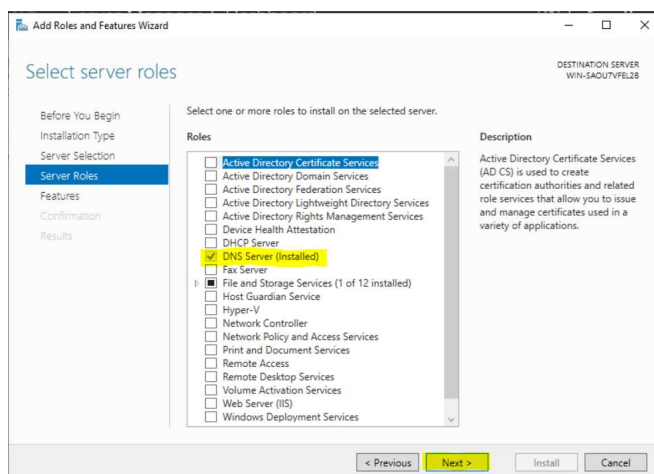 Add Roles and Features Wizard
Select server roles
DESTINATION SERVER
WIN-SAOU7VFEL2B
Before You Begin
Installation Type
Server Selection
Server Roles
Features
Confirmation
Results
Select one or more roles to install on the selected server.
Roles
Active Directory Certificate Services
Active Directory Domain Services
Active Directory Federation Services
Active Directory Lightweight Directory Services
Active Directory Rights Management Services
Device Health Attestation
DHCP Server
DNS Server (Installed)
Fax Server
File and Storage Services (1 of 12 installed)
Host Guardian Service
Hyper-V
Network Controller
Network Policy and Access Services
Print and Document Services
Remote Access
Remote Desktop Services
Volume Activation Services
Web Server (IIS)
Windows Deployment Services
Description
Active Directory Certificate Services
(AD CS) is used to create
certification authorities and related
role services that allow you to issue
and manage certificates used in a
variety of applications.
< Previous
Next >
Install
Cancel